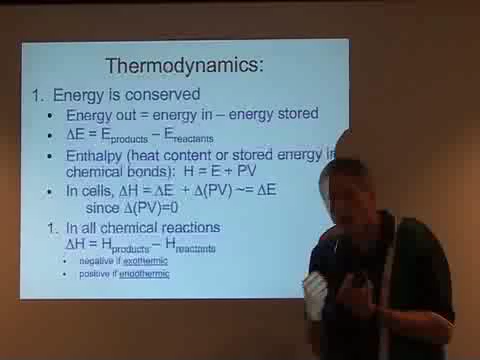 Thermodynamics:
1. Energy is conserved
• Energy out = energy in – energy stored
• ΔE = Eproducts – Ereactants
• Enthalpy (heat content or stored energy in
chemical bonds): H = E + PV
• In cells, ΔH = ΔE + Δ(PV) ~= ΔE
since Δ(PV)=0
1. In all chemical reactions
ΔH = Hproducts – Hreactants
• negative if exothermic
• positive if endothermic